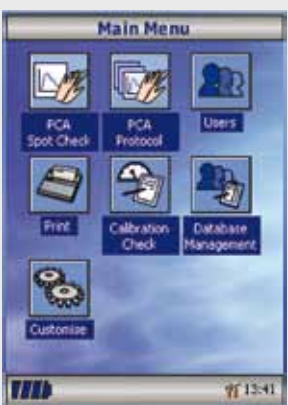 Main Menu
PCA
Spot Check
PCA
Protocol
Users
Print
Calibration
Check
Database
Management
Customise
13:41